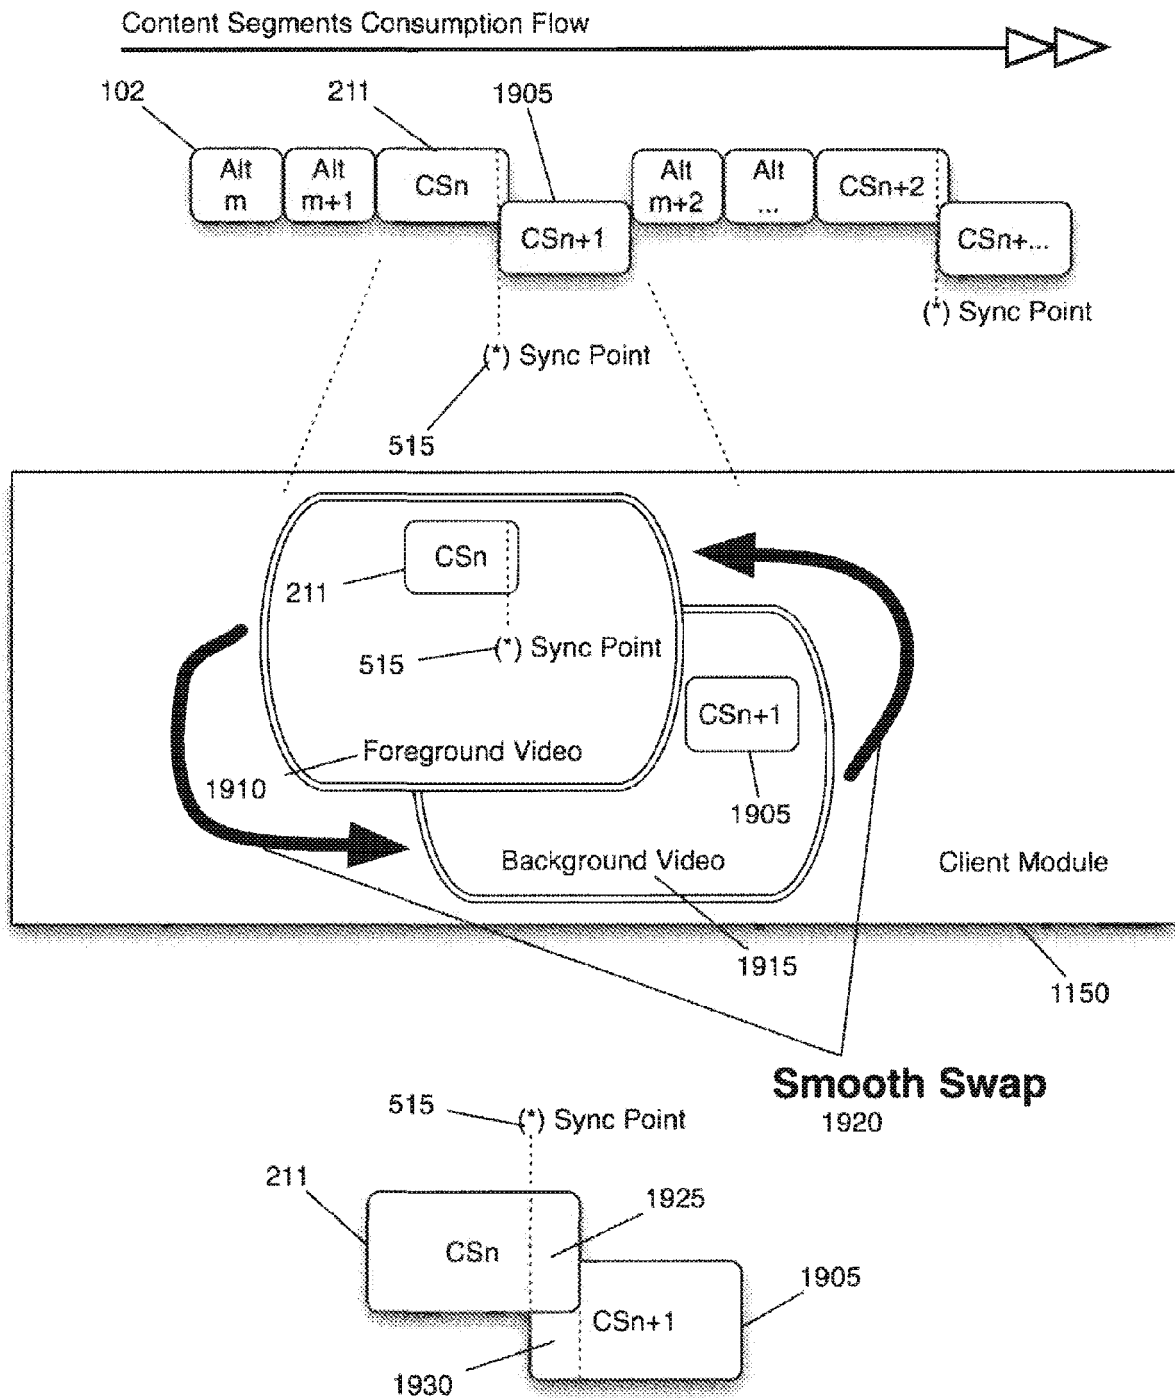 Content Segments Consumption Flow
102
211
1905
Alt
m
Alt
m+1
CSn
CSn+1
Alt
m+2
Alt
...
CSn+2
CSn+...
(*) Sync Point
(*) Sync Point
515
CSn
211
(*) Sync Point
515
CSn+1
Foreground Video
1910
1905
Background Video
Client Module
1915
1150
Smooth Swap
1920
515
(*) Sync Point
211
1925
CSn
1905
CSn+1
1930